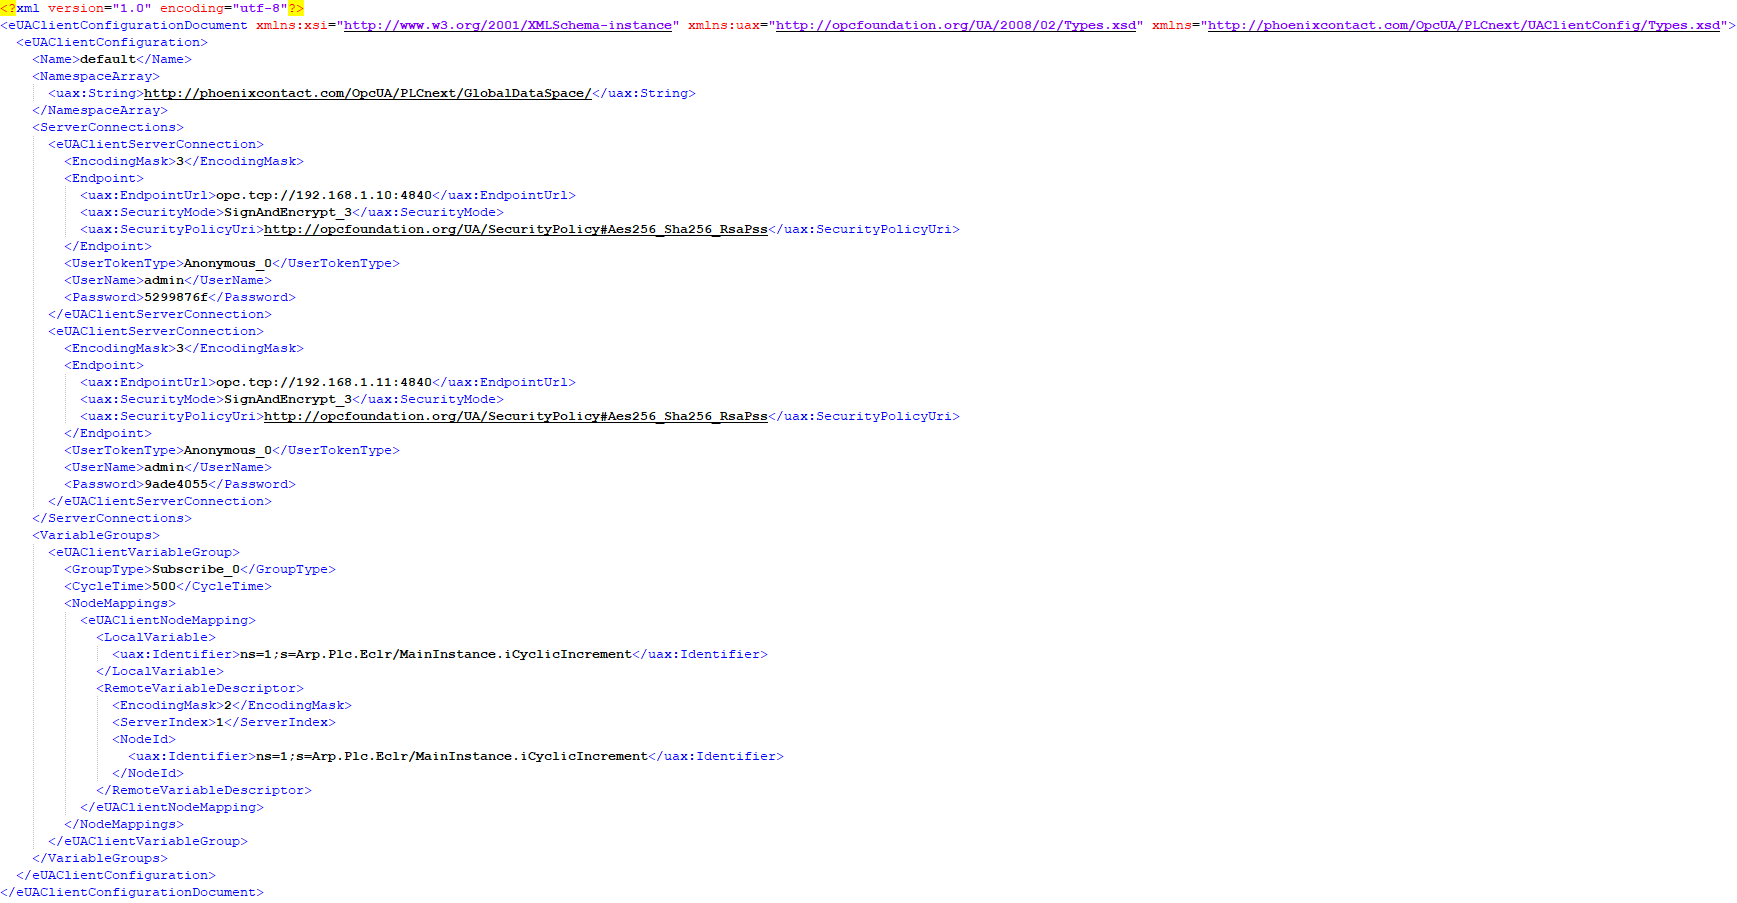 <?xml version="1.0" encoding="utf-8"?>
<eUAClientConfigurationDocument xmlns:xsi="http://www.w3.org/2001/XMLSchema-instance" xmlns:uax="http://opcfoundation.org/UA/2008/02/Types.xsd" xmlns="http://phoenixcontact.com/OpcUA/PLCnext/UAClientConfig/Types.xsd">
<eUAClientConfiguration>
<Name>default</Name>
<NamespaceArray>
<uax:String>http://phoenixcontact.com/OpcUA/PLCnext/GlobalDataSpace/</uax:String>
</NamespaceArray>
<ServerConnections>
<eUAClientServerConnection>
<EncodingMask>3</EncodingMask>
<Endpoint>
<uax:EndpointUrl>opc.tcp://192.168.1.10:4840</uax:EndpointUrl>
<uax:SecurityMode>SignAndEncrypt_3</uax:SecurityMode>
<uax:SecurityPolicyUri>http://opcfoundation.org/UA/SecurityPolicy#Aes256_Sha256_RsaPss</uax:SecurityPolicyUri>
</Endpoint>
<UserTokenType>Anonymous_0</UserTokenType>
<UserName>admin</UserName>
<Password>5299876f</Password>
</eUAClientServerConnection>
<eUAClientServerConnection>
<EncodingMask>3</EncodingMask>
<Endpoint>
<uax:EndpointUrl>opc.tcp://192.168.1.11:4840</uax:EndpointUrl>
<uax:SecurityMode>SignAndEncrypt_3</uax:SecurityMode>
<uax:SecurityPolicyUri>http://opcfoundation.org/UA/SecurityPolicy#Aes256_Sha256_RsaPss</uax:SecurityPolicyUri>
</Endpoint>
<UserTokenType>Anonymous_0</UserTokenType>
<UserName>admin</UserName>
<Password>9ade4055</Password>
</eUAClientServerConnection>
</ServerConnections>
<VariableGroups>
<eUAClientVariableGroup>
<GroupType>Subscribe_0</GroupType>
<CycleTime>500</CycleTime>
<NodeMappings>
<eUAClientNodeMapping>
<LocalVariable>
<uax:Identifier>ns=1;s=Arp.Plc.Eclr/MainInstance.iCyclicIncrement</uax:Identifier>
</LocalVariable>
<RemoteVariableDescriptor>
<EncodingMask>2</EncodingMask>
<ServerIndex>1</ServerIndex>
<NodeId>
<uax:Identifier>ns=1;s=Arp.Plc.Eclr/MainInstance.iCyclicIncrement</uax:Identifier>
</NodeId>
</RemoteVariableDescriptor>
</eUAClientNodeMapping>
</NodeMappings>
</eUAClientVariableGroup>
</VariableGroups>
</eUAClientConfiguration>
</eUAClientConfigurationDocument>